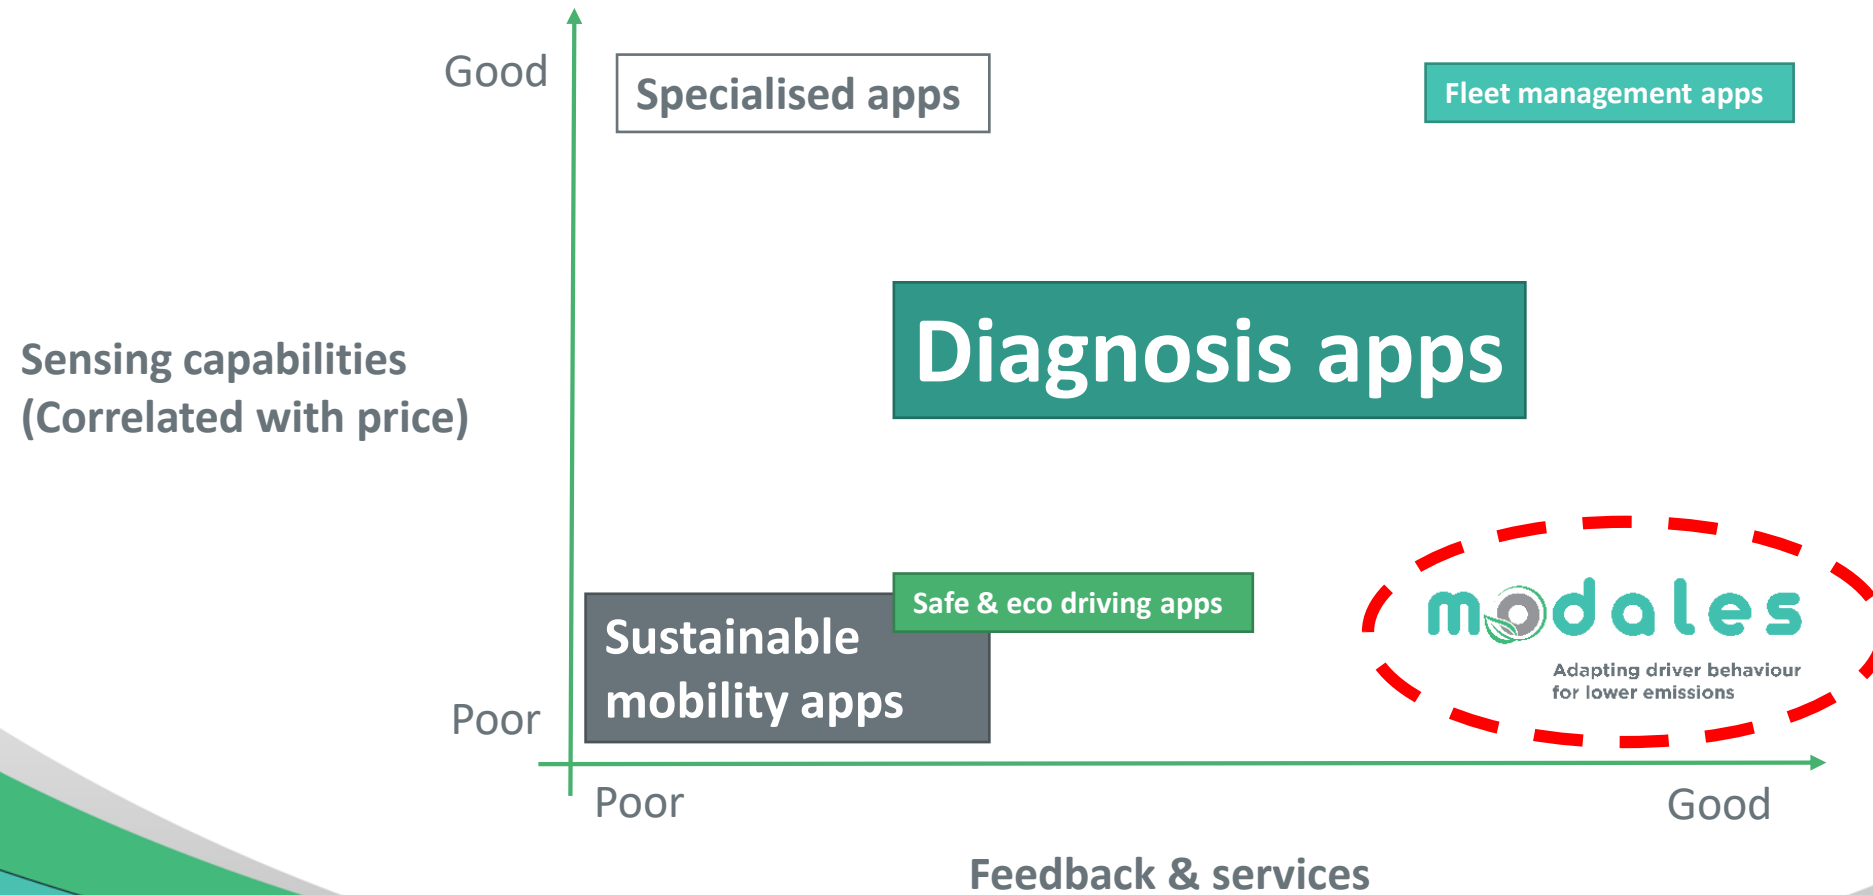 Good
Specialised apps
Fleet management apps
Diagnosis apps
Sensing capabilities
(Correlated with price)
Safe & eco driving apps
Sustainable
mobility apps
modales
Adapting driver behaviour
for lower emissions
Poor
Poor
Good
Feedback & services